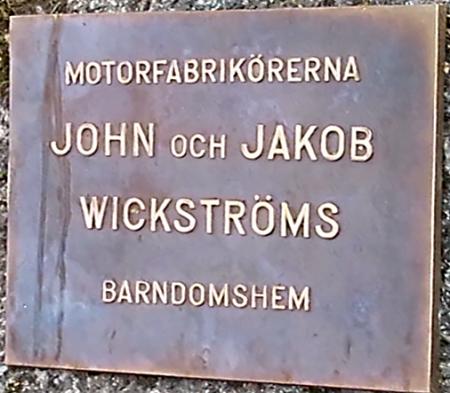 MOTORFABRIKÖRERNA
JOHN OCH JAKOB
WICKSTRÖMS
BARNDOMSHEM